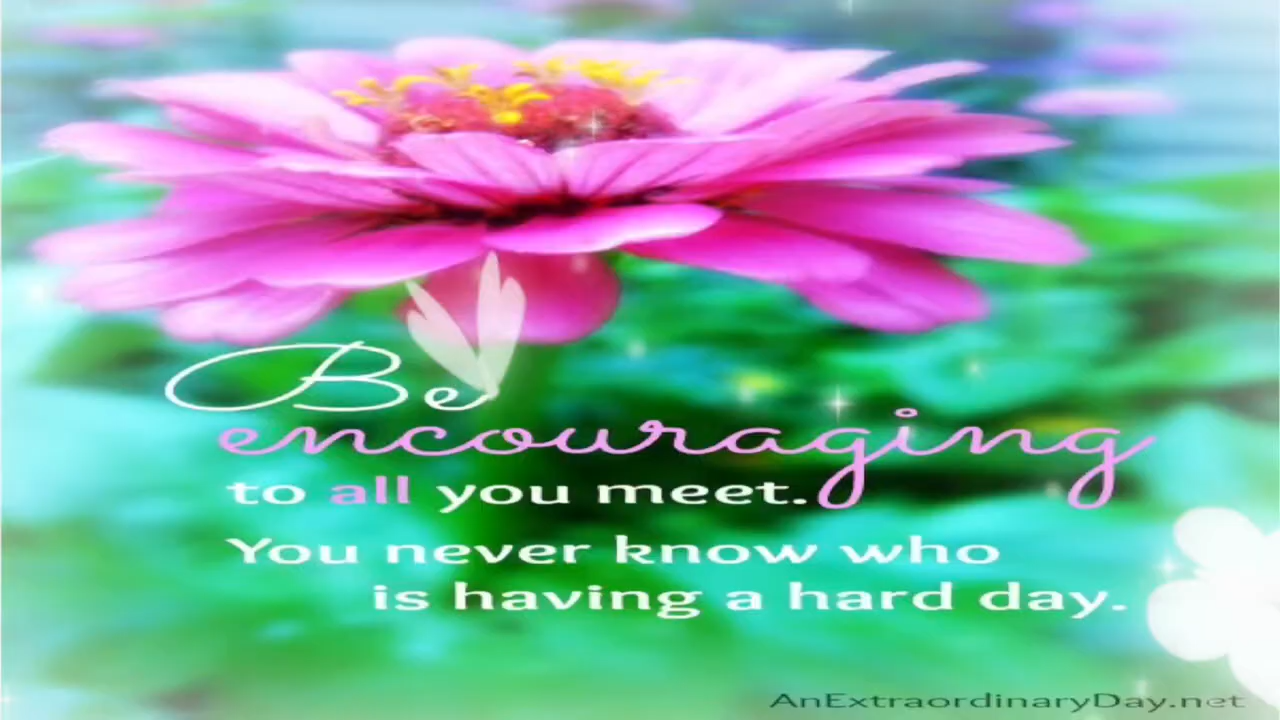 Be
encouraging
to all you meet.
You never know who
is having a hard day.
AnExtraordinaryDay.net